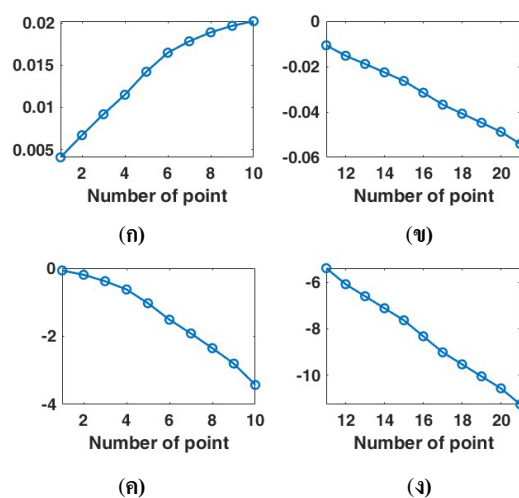 0.02
0.015
0.01
0.005
2 4 6 8 10
Number of point
(ก)
0
-0.02
-0.04
-0.06
12 14 16 18 20
Number of point
(ข)
0
-2
-4
2 4 6 8 10
Number of point
(ค)
-6
-8
-10
12 14 16 18 20
Number of point
(ง)